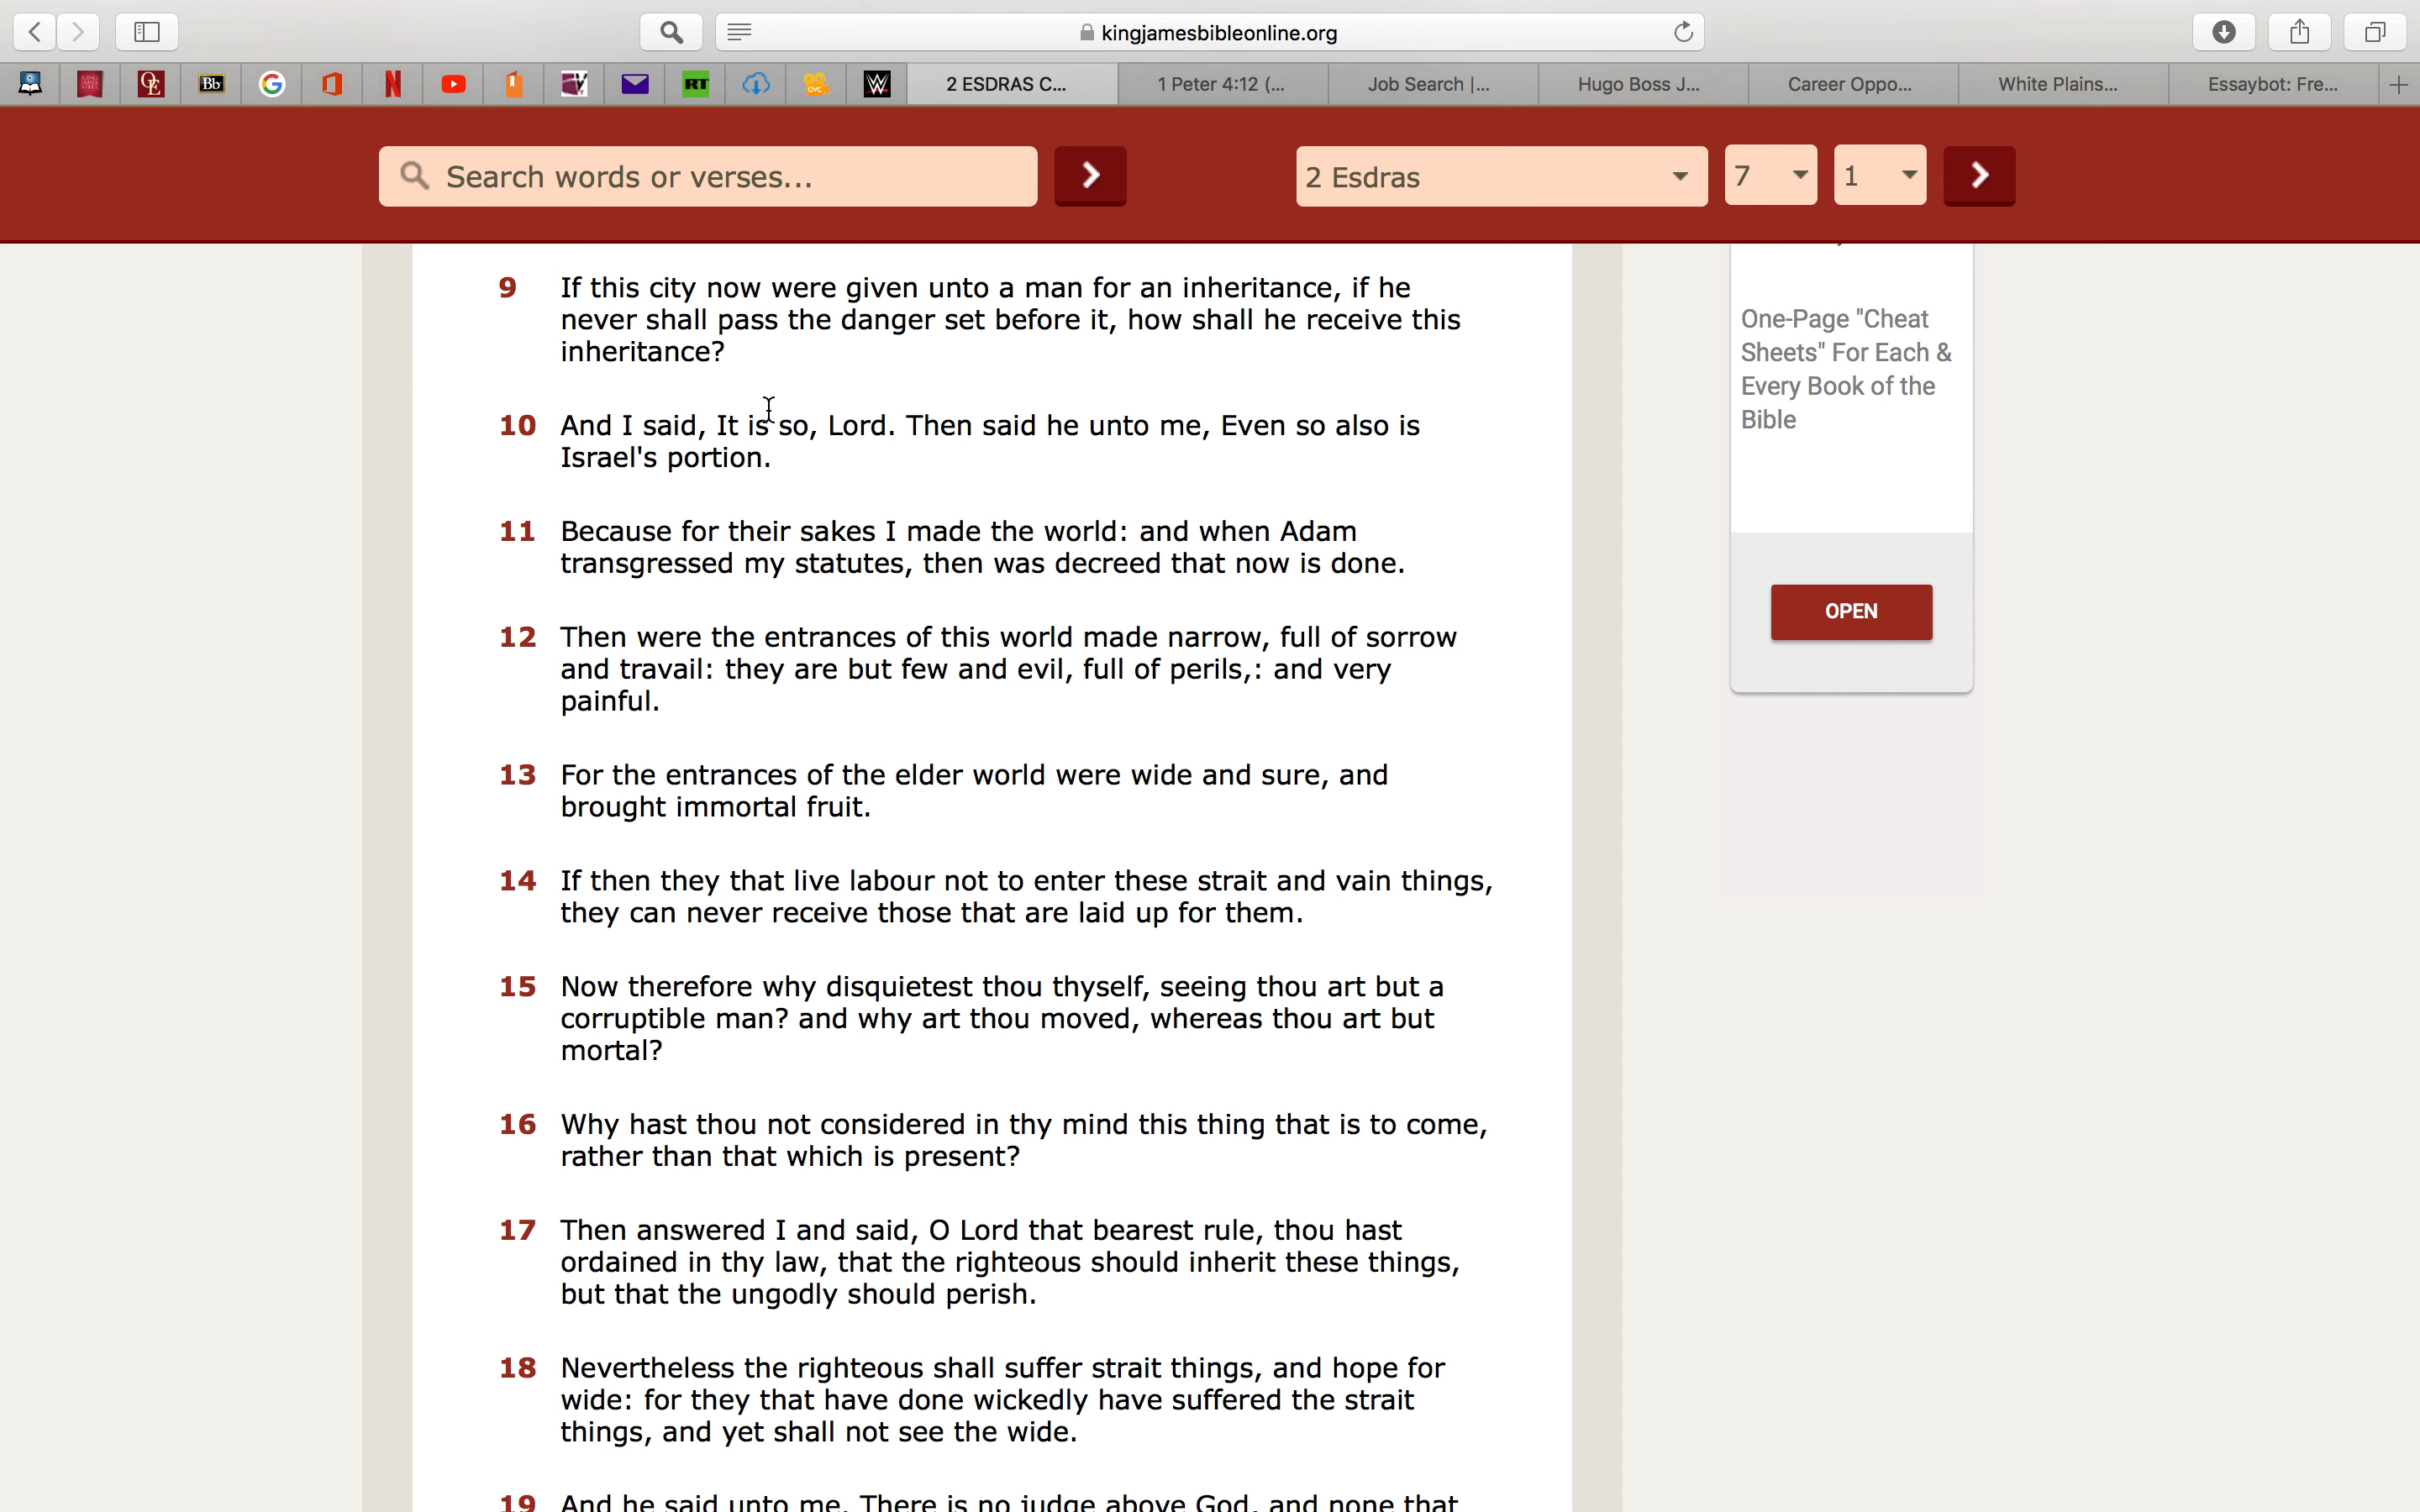 kingjamesbibleonline.org
Bb
RT
2 ESDRAS C...
1 Peter 4:12 (...
Job Search |...
Hugo Boss J...
Career Oppo...
White Plains...
Essaybot: Fre...
Search words or verses...
2 Esdras
7
1
9 If this city now were given unto a man for an inheritance, if he
never shall pass the danger set before it, how shall he receive this
inheritance?
10 And I said, It is so, Lord. Then said he unto me, Even so also is
Israel's portion.
11 Because for their sakes I made the world: and when Adam
transgressed my statutes, then was decreed that now is done.
12 Then were the entrances of this world made narrow, full of sorrow
and travail: they are but few and evil, full of perils,: and very
painful.
13 For the entrances of the elder world were wide and sure, and
brought immortal fruit.
14 If then they that live labour not to enter these strait and vain things,
they can never receive those that are laid up for them.
15 Now therefore why disquietest thou thyself, seeing thou art but a
corruptible man? and why art thou moved, whereas thou art but
mortal?
16 Why hast thou not considered in thy mind this thing that is to come,
rather than that which is present?
17 Then answered I and said, O Lord that bearest rule, thou hast
ordained in thy law, that the righteous should inherit these things,
but that the ungodly should perish.
18 Nevertheless the righteous shall suffer strait things, and hope for
wide: for they that have done wickedly have suffered the strait
things, and yet shall not see the wide.
19 And he said unto me. There is no judge above God, and none that
One-Page "Cheat
Sheets" For Each &
Every Book of the
Bible
OPEN